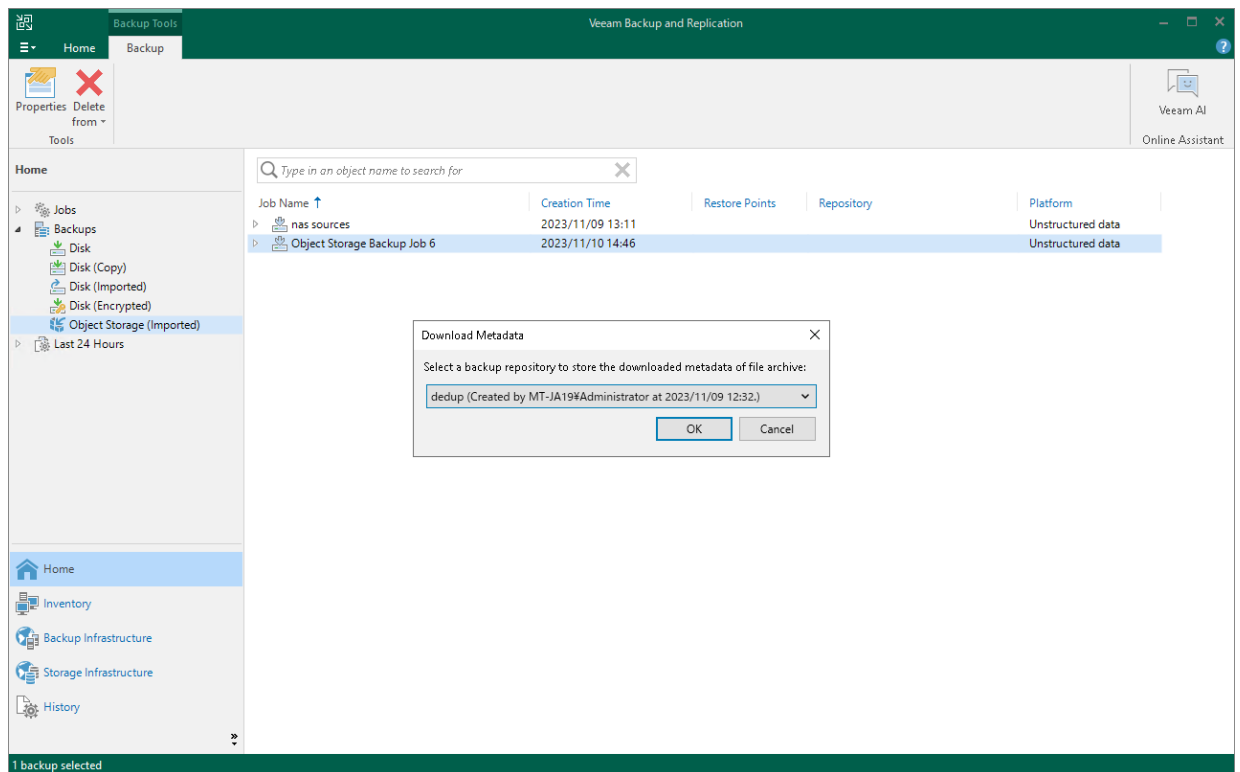 Backup Tools
Veeam Backup and Replication
Home
Backup
Properties
Delete from
Tools
Veeam AI
Online Assistant
Home
Type in an object name to search for
Jobs
Backups
Disk
Disk (Copy)
Disk (Imported)
Disk (Encrypted)
Object Storage (Imported)
Last 24 Hours
Job Name Creation Time Restore Points Repository Platform
nas sources 2023/11/09 13:11 Unstructured data
Object Storage Backup Job 6 2023/11/10 14:46 Unstructured data
Download Metadata
Select a backup repository to store the downloaded metadata of file archive:
dedup (Created by MT-JA19¥Administrator at 2023/11/09 12:32.)
OK Cancel
Home
Inventory
Backup Infrastructure
Storage Infrastructure
History
1 backup selected